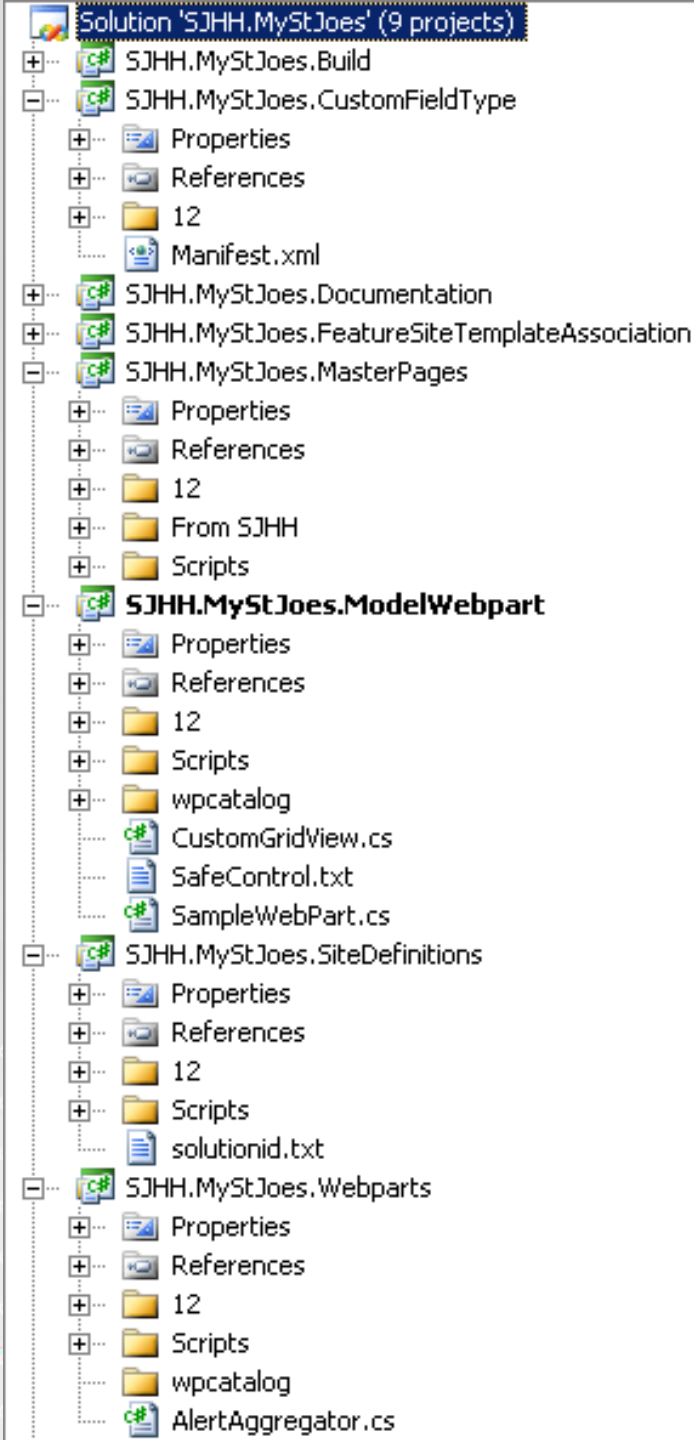 Solution 'SJHH.MyStJoes' (9 projects)
SJHH.MyStJoes.Build
SJHH.MyStJoes.CustomFieldType
Properties
References
12
Manifest.xml
SJHH.MyStJoes.Documentation
SJHH.MyStJoes.FeatureSiteTemplateAssociation
SJHH.MyStJoes.MasterPages
Properties
References
12
From SJHH
Scripts
SJHH.MyStJoes.ModelWebpart
Properties
References
12
Scripts
wpcatalog
CustomGridView.cs
SafeControl.txt
SampleWebPart.cs
SJHH.MyStJoes.SiteDefinitions
Properties
References
12
Scripts
solutionid.txt
SJHH.MyStJoes.Webparts
Properties
References
12
Scripts
wpcatalog
AlertAggregator.cs